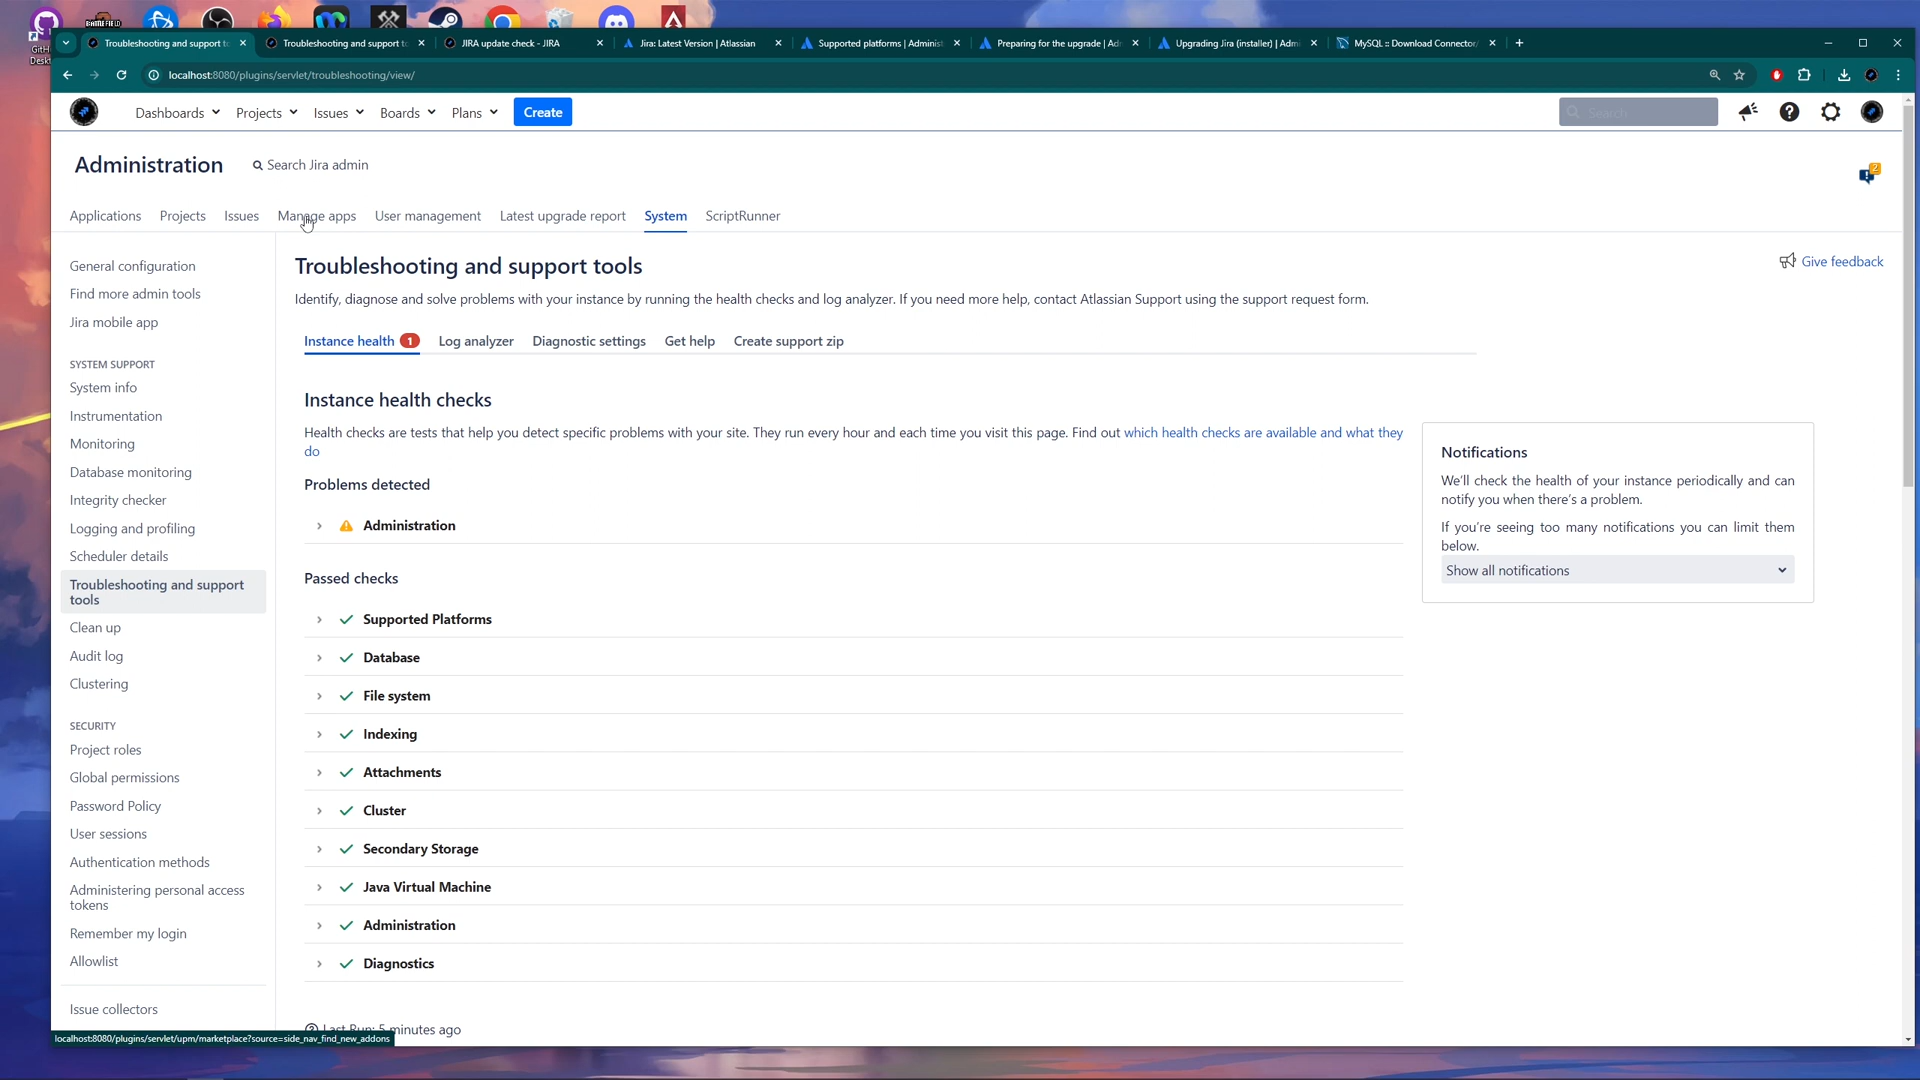 GitHu
Deskt
BATTLEFIELD
Troubleshooting and support to
Troubleshooting and support to
JIRA update check - JIRA
Jira: Latest Version | Atlassian
Supported platforms | Administ
Preparing for the upgrade | Ad
Upgrading Jira (installer) | Adm
MySQL :: Download Connector/
localhost:8080/plugins/servlet/troubleshooting/view/
Dashboards
Projects
Issues
Boards
Plans
Create
Search
Administration
Search Jira admin
2
Applications
Projects
Issues
Manage apps
User management
Latest upgrade report
System
ScriptRunner
General configuration
Find more admin tools
Jira mobile app
SYSTEM SUPPORT
System info
Instrumentation
Monitoring
Database monitoring
Integrity checker
Logging and profiling
Scheduler details
Troubleshooting and support
tools
Clean up
Audit log
Clustering
SECURITY
Project roles
Global permissions
Password Policy
User sessions
Authentication methods
Administering personal access
tokens
Remember my login
Allowlist
Issue collectors
Troubleshooting and support tools
Give feedback
Identify, diagnose and solve problems with your instance by running the health checks and log analyzer. If you need more help, contact Atlassian Support using the support request form.
Instance health 1
Log analyzer
Diagnostic settings
Get help
Create support zip
Instance health checks
Health checks are tests that help you detect specific problems with your site. They run every hour and each time you visit this page. Find out which health checks are available and what they
do
Problems detected
Administration
Passed checks
Supported Platforms
Database
File system
Indexing
Attachments
Cluster
Secondary Storage
Java Virtual Machine
Administration
Diagnostics
Last Run: 5 minutes ago
Notifications
We'll check the health of your instance periodically and can
notify you when there's a problem.
If you're seeing too many notifications you can limit them
below.
Show all notifications
localhost:8080/plugins/servlet/upm/marketplace?source=side_nav_find_new_addons